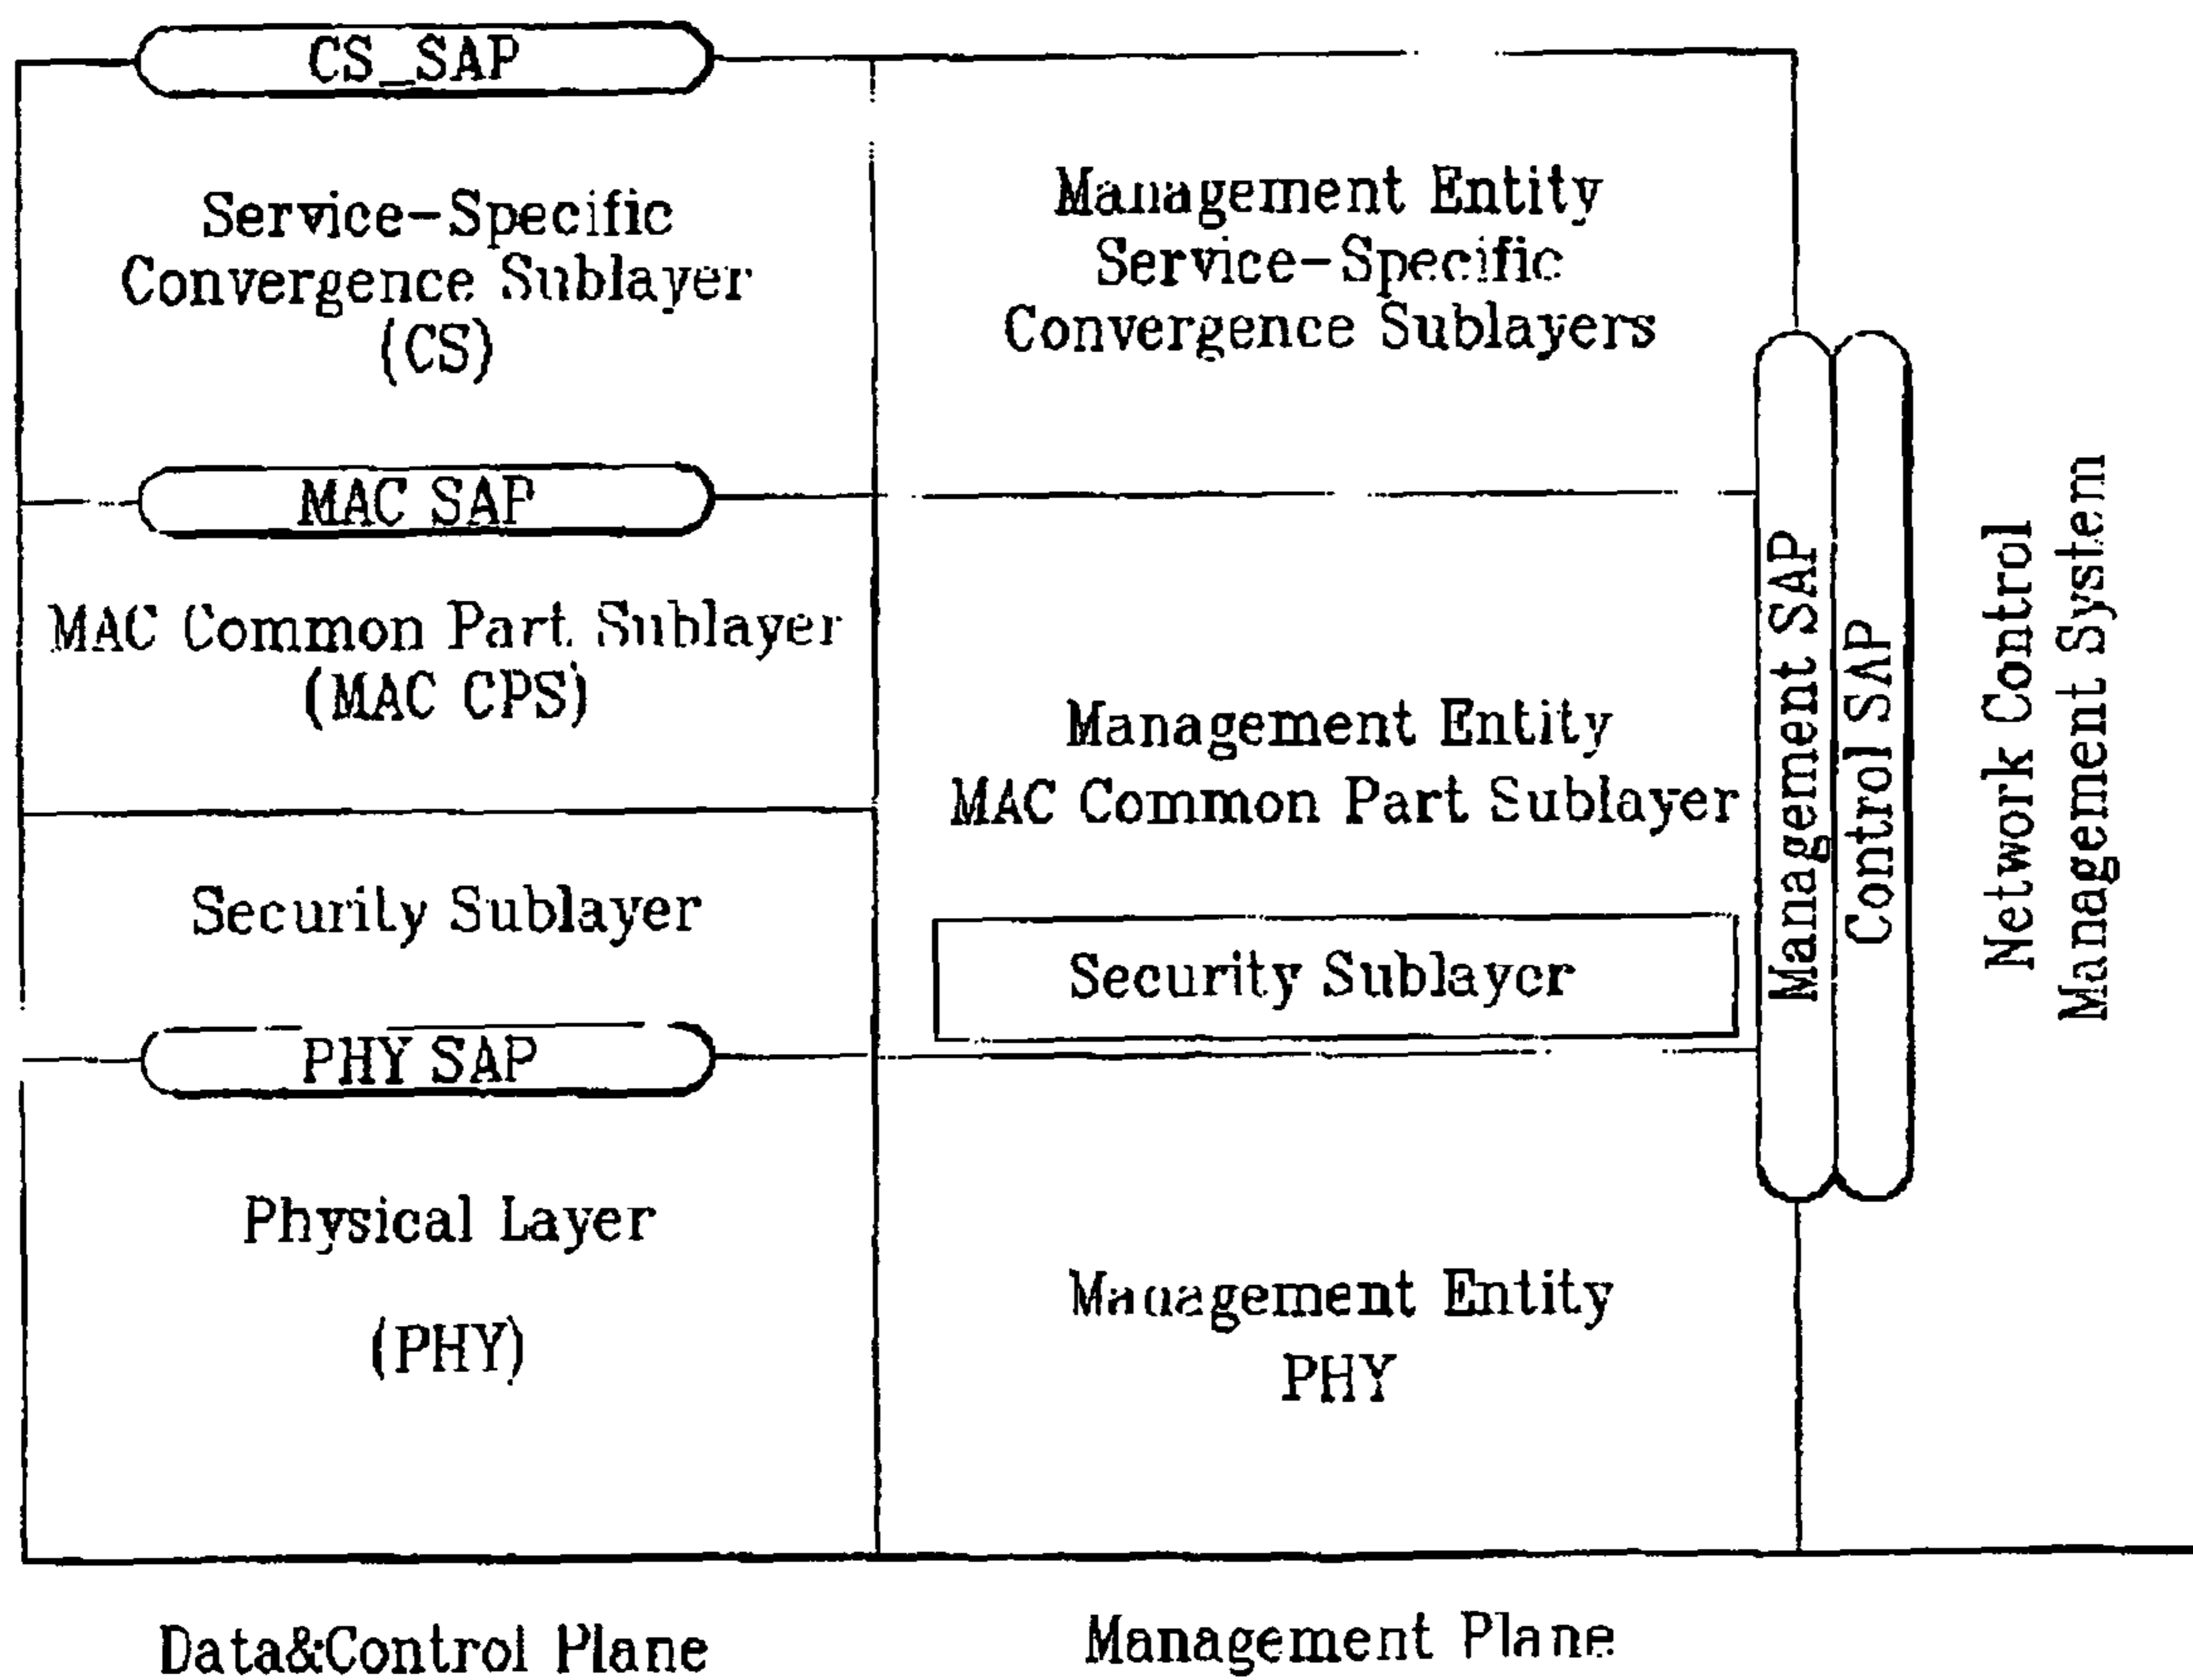 CS_SAP
Service-Specific
Convergence Sublayer
(CS)
MAC SAP
MAC Common Part Sublayer
(MAC CPS)
Security Sublayer
PHY SAP
Physical Layer
(PHY)
Data&Control Plane
Management Entity
Service-Specific
Convergence Sublayers
Management Entity
MAC Common Part Sublayer
Security Sublayer
Management Entity
PHY
Management Plane
Management SAP
Control SAP
Network Control
Management System